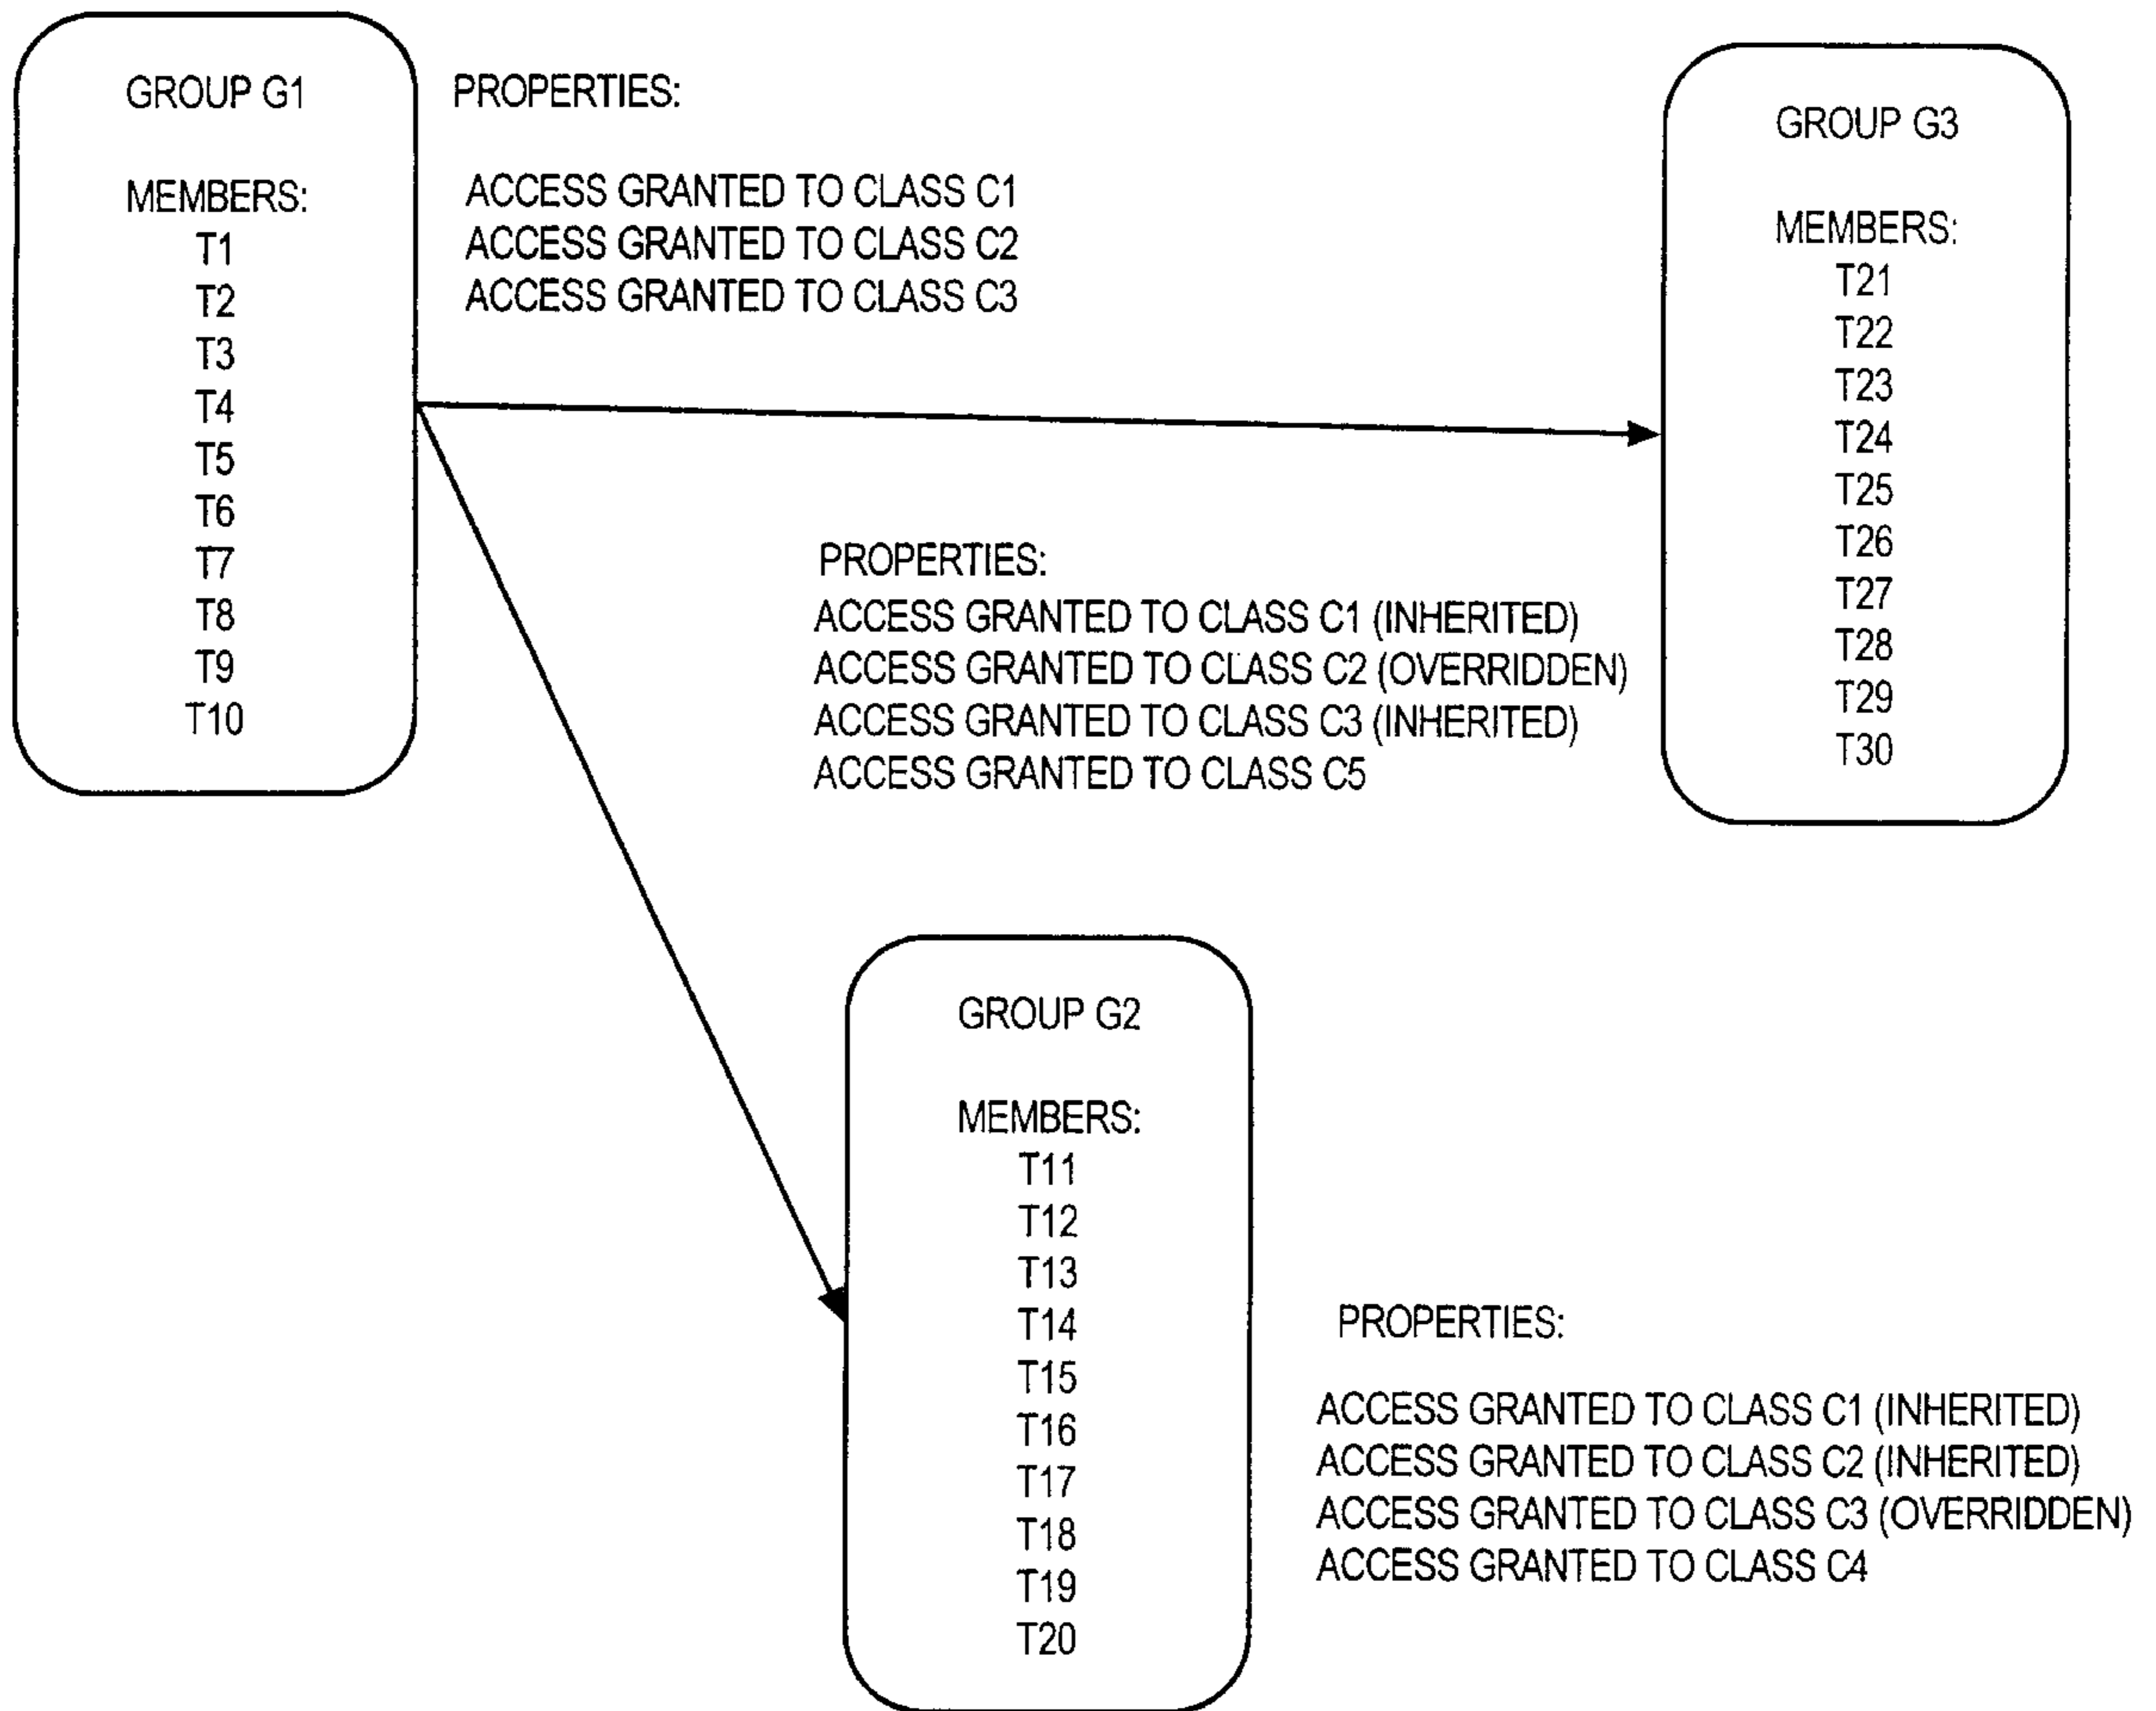 GROUP G1
MEMBERS:
T1
T2
T3
T4
T5
T6
T7
T8
T9
T10
PROPERTIES:
ACCESS GRANTED TO CLASS C1
ACCESS GRANTED TO CLASS C2
ACCESS GRANTED TO CLASS C3
GROUP G3
MEMBERS:
T21
T22
T23
T24
T25
T26
T27
T28
T29
T30
PROPERTIES:
ACCESS GRANTED TO CLASS C1 (INHERITED)
ACCESS GRANTED TO CLASS C2 (OVERRIDDEN)
ACCESS GRANTED TO CLASS C3 (INHERITED)
ACCESS GRANTED TO CLASS C5
GROUP G2
MEMBERS:
T11
T12
T13
T14
T15
T16
T17
T18
T19
T20
PROPERTIES:
ACCESS GRANTED TO CLASS C1 (INHERITED)
ACCESS GRANTED TO CLASS C2 (INHERITED)
ACCESS GRANTED TO CLASS C3 (OVERRIDDEN)
ACCESS GRANTED TO CLASS C4